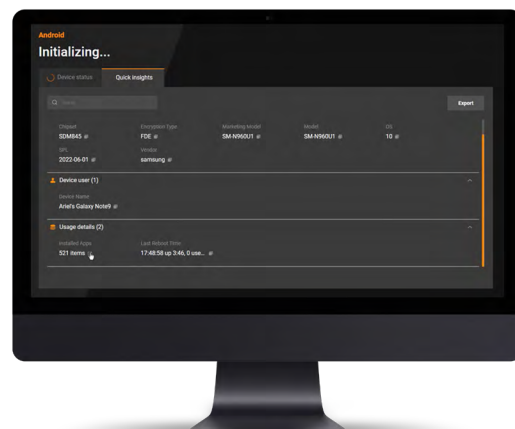 Android
Initializing...
Device status Quick insights
Export
Chipset Encryption Type Marketing Model Model OS
SDM845 FDE SM-N960U1 SM-N960U1 10
SPL Vendor
2022-06-01 samsung
Device user (1)
Device Name
Ariel's Galaxy Note9
Usage details (2)
Installed Apps Last Reboot Time
521 items 17:48:58 up 3:46, 0 use...